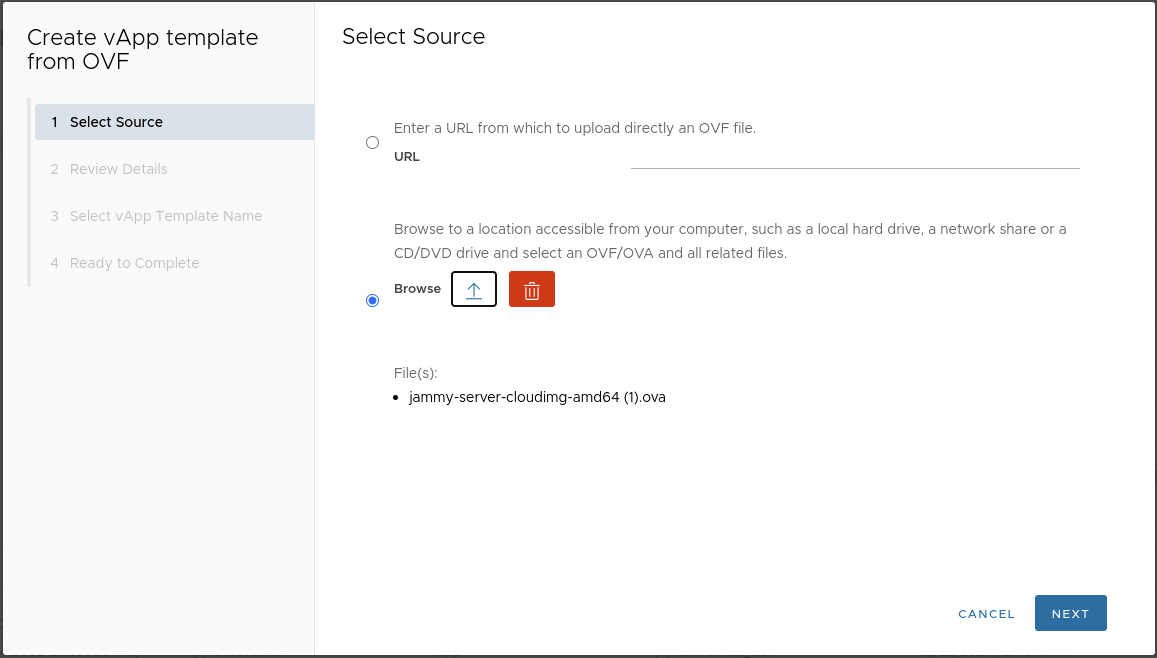 Create vApp template
from OVF
1 Select Source
2 Review Details
3 Select vApp Template Name
4 Ready to Complete
Select Source
Enter a URL from which to upload directly an OVF file.
URL
Browse to a location accessible from your computer, such as a local hard drive, a network share or a
CD/DVD drive and select an OVF/OVA and all related files.
Browse
File(s):
• jammy-server-cloudimg-amd64 (1).ova
CANCEL NEXT